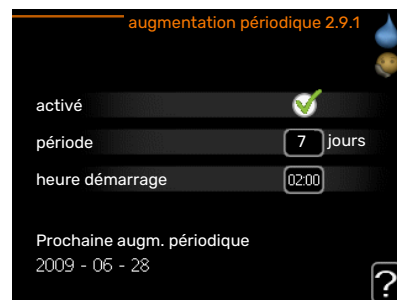 augmentation périodique 2.9.1
activé
période 7 jours
heure démarrage 02:00
Prochaine augm. périodique
2009 - 06 - 28
?